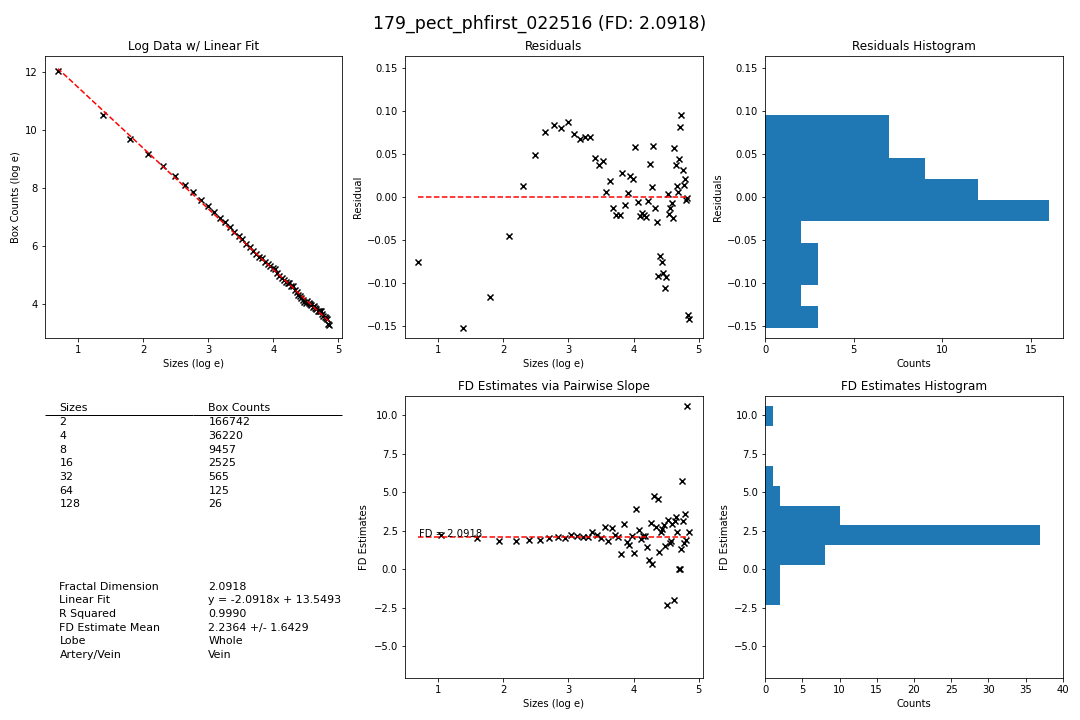 179_pect_phfirst_022516 (FD: 2.0918)
Log Data w/ Linear Fit
12
10
8
6
4
Box Counts (log e)
1 2 3 4 5
Sizes (log e)
Residuals
0.15
0.10
0.05
0.00
−0.05
−0.10
−0.15
Residual
1 2 3 4 5
Sizes (log e)
Residuals Histogram
0.15
0.10
0.05
0.00
−0.05
−0.10
−0.15
Residuals
0 5 10 15
Counts
Sizes Box Counts
2 166742
4 36220
8 9457
16 2525
32 565
64 125
128 26
Fractal Dimension 2.0918
Linear Fit y = -2.0918x + 13.5493
R Squared 0.9990
FD Estimate Mean 2.2364 +/- 1.6429
Lobe Whole
Artery/Vein Vein
FD Estimates via Pairwise Slope
10.0
7.5
5.0
2.5
0.0
−2.5
−5.0
FD Estimates
FD = 2.0918
1 2 3 4 5
Sizes (log e)
FD Estimates Histogram
10.0
7.5
5.0
2.5
0.0
−2.5
−5.0
FD Estimates
0 5 10 15 20 25 30 35 40
Counts